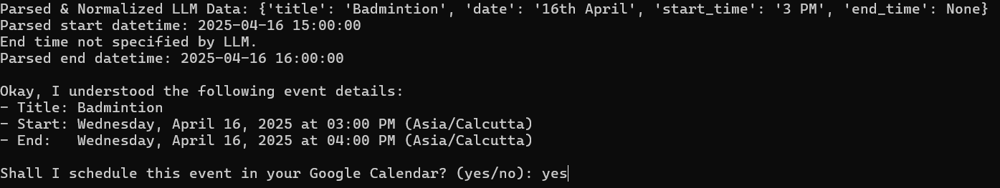 Parsed & Normalized LLM Data: {'title': 'Badmintion', 'date': '16th April', 'start_time': '3 PM', 'end_time': None}
Parsed start datetime: 2025-04-16 15:00:00
End time not specified by LLM.
Parsed end datetime: 2025-04-16 16:00:00
Okay, I understood the following event details:
- Title: Badmintion
- Start: Wednesday, April 16, 2025 at 03:00 PM (Asia/Calcutta)
- End:   Wednesday, April 16, 2025 at 04:00 PM (Asia/Calcutta)
Shall I schedule this event in your Google Calendar? (yes/no): yes